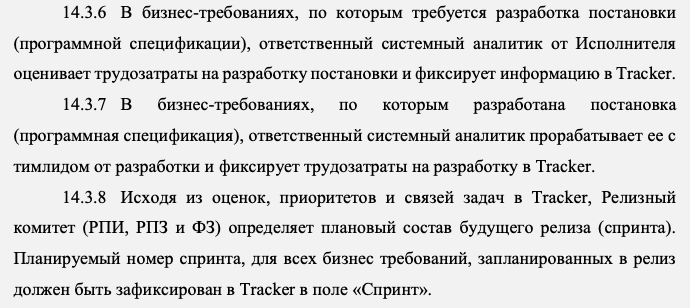 14.3.6 В бизнес-требованиях, по которым требуется разработка постановки
(программной спецификации), ответственный системный аналитик от Исполнителя
оценивает трудозатраты на разработку постановки и фиксирует информацию в Tracker.
14.3.7 В бизнес-требованиях, по которым разработана постановка
(программная спецификация), ответственный системный аналитик прорабатывает ее с
тимлидом от разработки и фиксирует трудозатраты на разработку в Tracker.
14.3.8 Исходя из оценок, приоритетов и связей задач в Tracker, Релизный
комитет (РПИ, РПЗ и ФЗ) определяет плановый состав будущего релиза (спринта).
Планируемый номер спринта, для всех бизнес требований, запланированных в релиз
должен быть зафиксирован в Tracker в поле «Спринт».